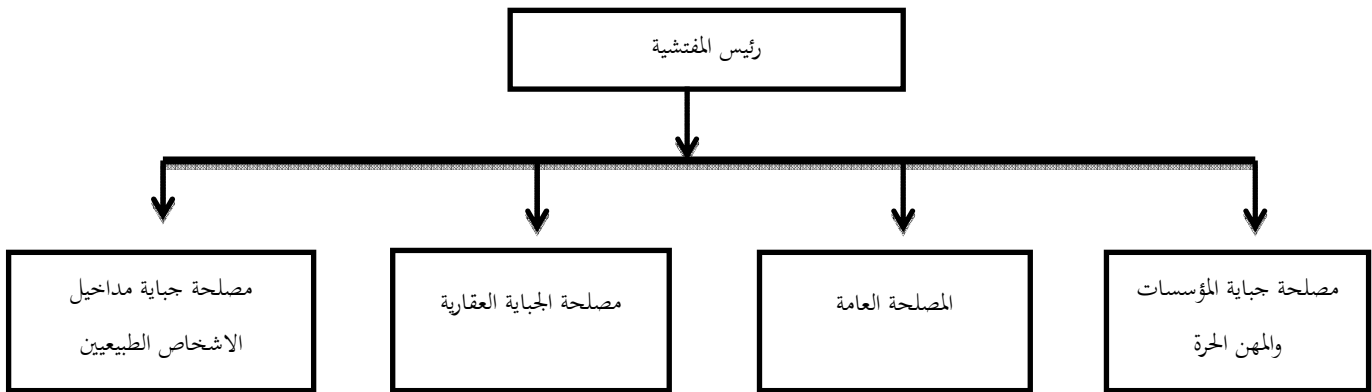 رئيس المفتشية
مصلحة جباية المؤسسات
والمهن الحرة
المصلحة العامة
مصلحة الجباية العقارية
مصلحة جباية مداخيل
الاشخاص الطبيعيين